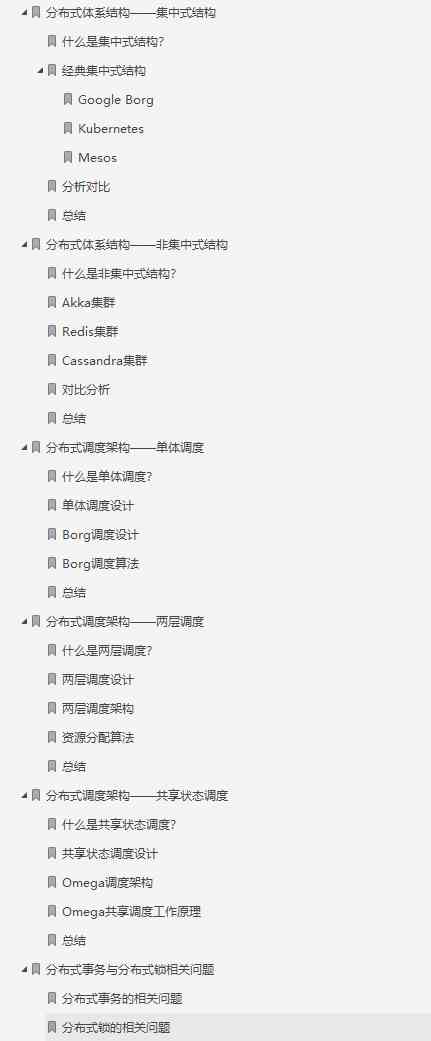 分布式体系结构——集中式结构
什么是集中式结构?
经典集中式结构
Google Borg
Kubernetes
Mesos
分析对比
总结
分布式体系结构——非集中式结构
什么是非集中式结构?
Akka集群
Redis集群
Cassandra集群
对比分析
总结
分布式调度架构——单体调度
什么是单体调度?
单体调度设计
Borg调度设计
Borg调度算法
总结
分布式调度架构——两层调度
什么是两层调度?
两层调度设计
两层调度架构
资源分配算法
总结
分布式调度架构——共享状态调度
什么是共享状态调度?
共享状态调度设计
Omega调度架构
Omega共享调度工作原理
总结
分布式事务与分布式锁相关问题
分布式事务的相关问题
分布式锁的相关问题